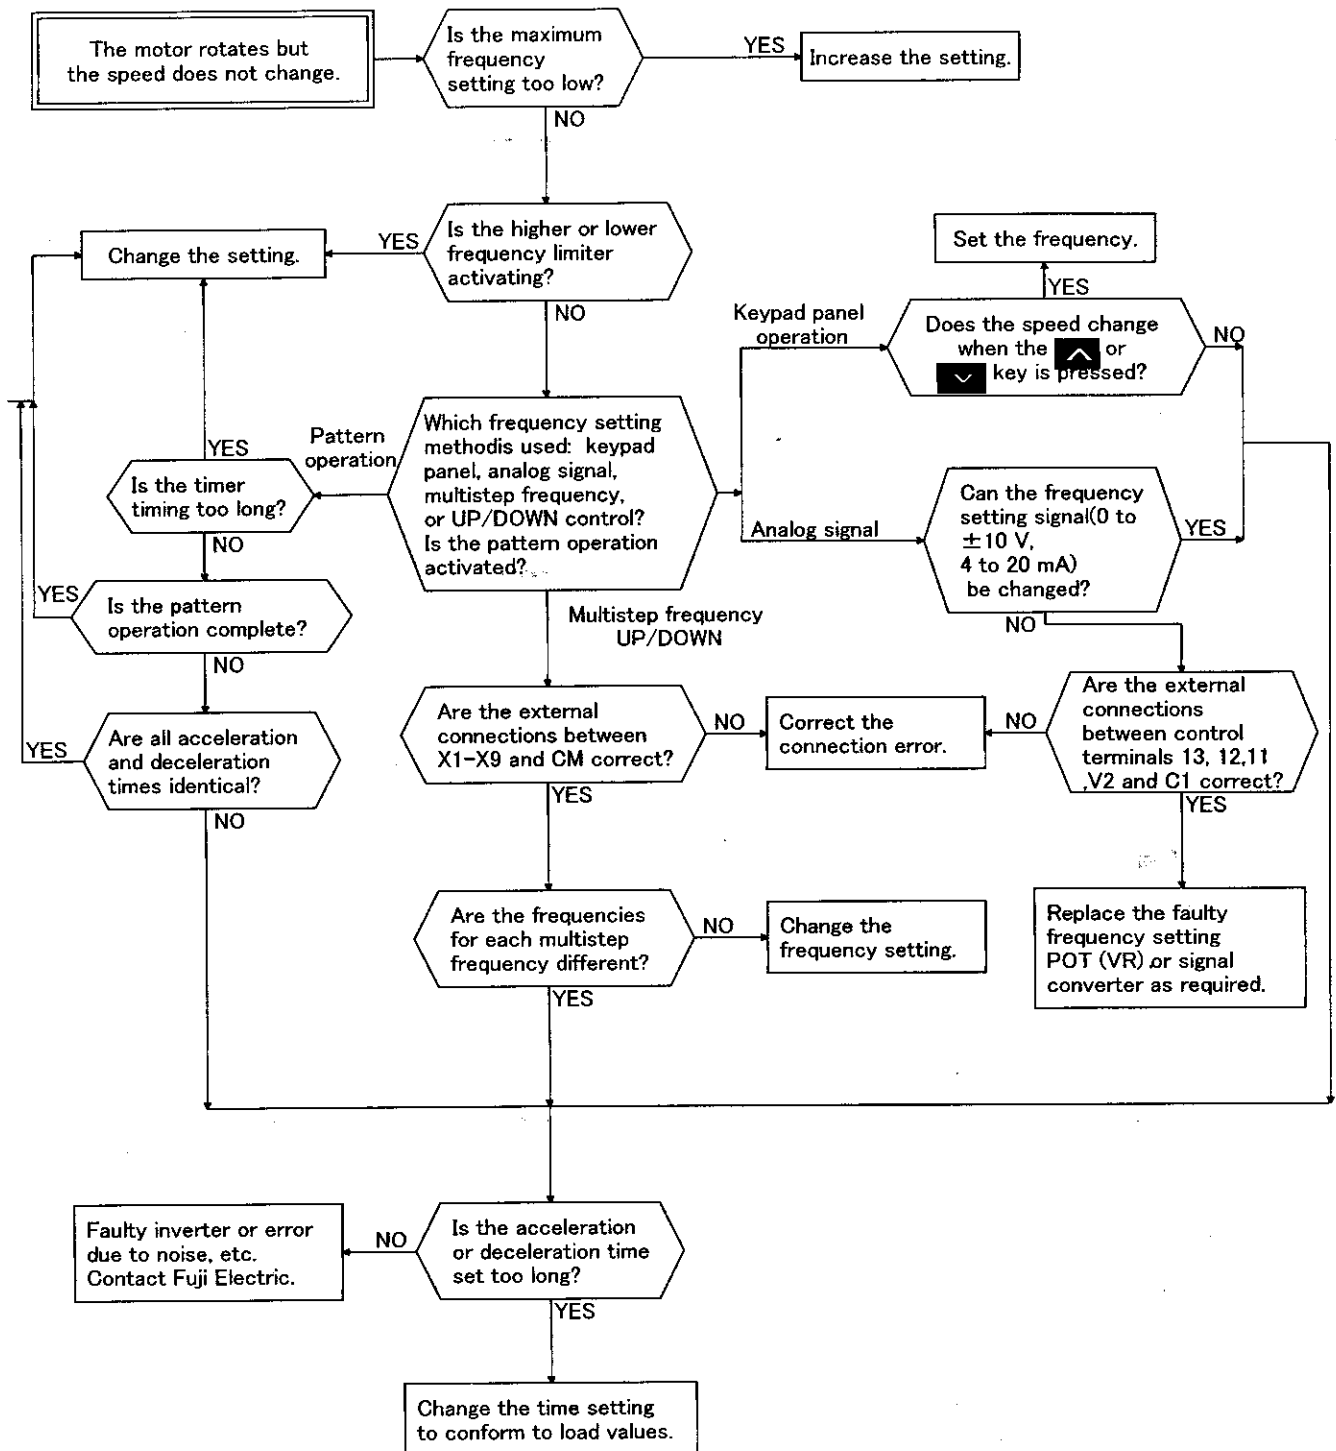 The motor rotates but
the speed does not change.
Is the maximum
frequency
setting too low?
YES
Increase the setting.
NO
Change the setting.
YES
Is the higher or lower
frequency limiter
activating?
NO
Set the frequency.
YES
Keypad panel
operation
Does the speed change
when the ︿ or
﹀ key is pressed?
NO
Pattern
operation
Which frequency setting
methodis used: keypad
panel, analog signal,
multistep frequency,
or UP/DOWN control?
Is the pattern operation
activated?
YES
Is the timer
timing too long?
NO
Analog signal
Can the frequency
setting signal(0 to
±10 V,
4 to 20 mA)
be changed?
YES
NO
YES
Is the pattern
operation complete?
NO
Multistep frequency
UP/DOWN
YES
Are all acceleration
and deceleration
times identical?
NO
Are the external
connections between
X1-X9 and CM correct?
NO
YES
Correct the
connection error.
NO
Are the external
connections
between control
terminals 13, 12,11
,V2 and C1 correct?
YES
Are the frequencies
for each multistep
frequency different?
NO
YES
Change the
frequency setting.
Replace the faulty
frequency setting
POT (VR) or signal
converter as required.
Faulty inverter or error
due to noise, etc.
Contact Fuji Electric.
NO
Is the acceleration
or deceleration time
set too long?
YES
Change the time setting
to conform to load values.